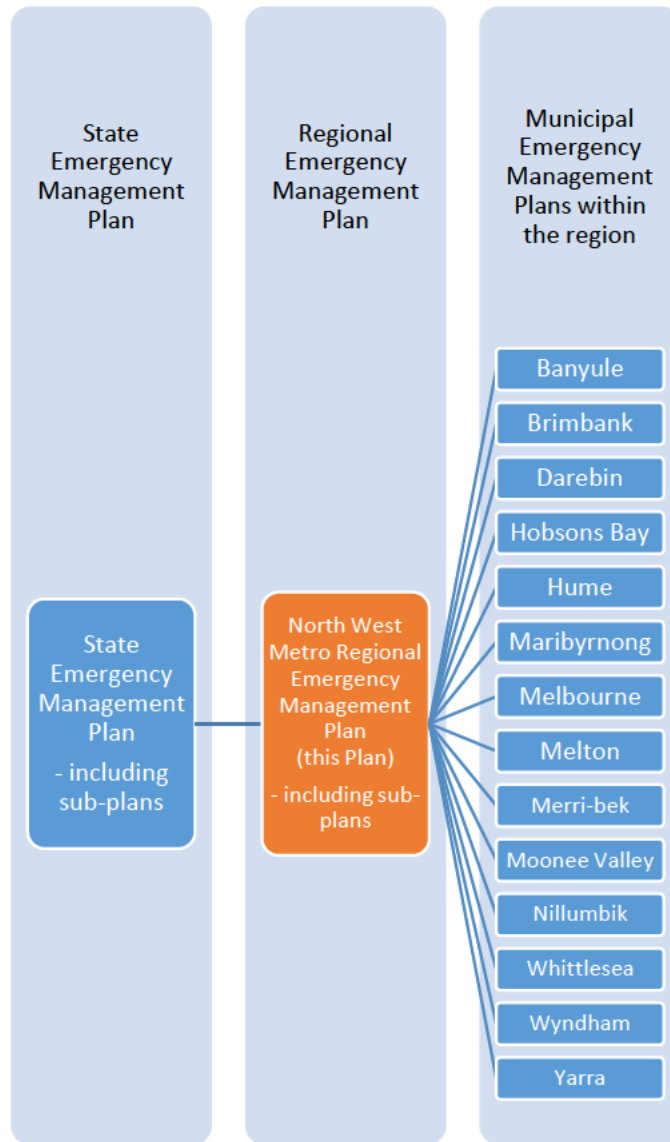 State
Emergency
Management
Plan
Regional
Emergency
Management
Plan
Municipal
Emergency
Management
Plans within
the region
State
Emergency
Management
Plan
- including
sub-plans
North West
Metro Regional
Emergency
Management
Plan
(this Plan)
- including sub-
plans
Banyule
Brimbank
Darebin
Hobsons Bay
Hume
Maribyrnong
Melbourne
Melton
Merri-bek
Moonee Valley
Nillumbik
Whittlesea
Wyndham
Yarra